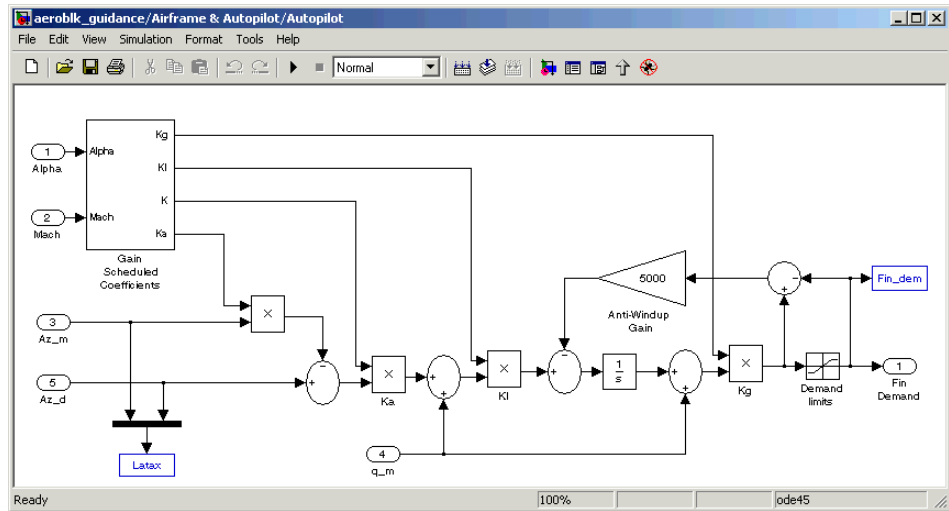 aeroblk_guidance/Airframe & Autopilot/Autopilot
File Edit View Simulation Format Tools Help
Normal
1
Alpha
2
Mach
Alpha
Mach
Kg
KI
K
Ka
Gain
Scheduled
Coefficients
3
Az_m
5
Az_d
×
Latax
−
+
×
Ka
+
+
×
KI
5000
Anti-Windup
Gain
−
+
1
s
+
+
4
q_m
×
Kg
−
+
Demand
limits
Fin_dem
1
Fin
Demand
Ready
100%
ode45